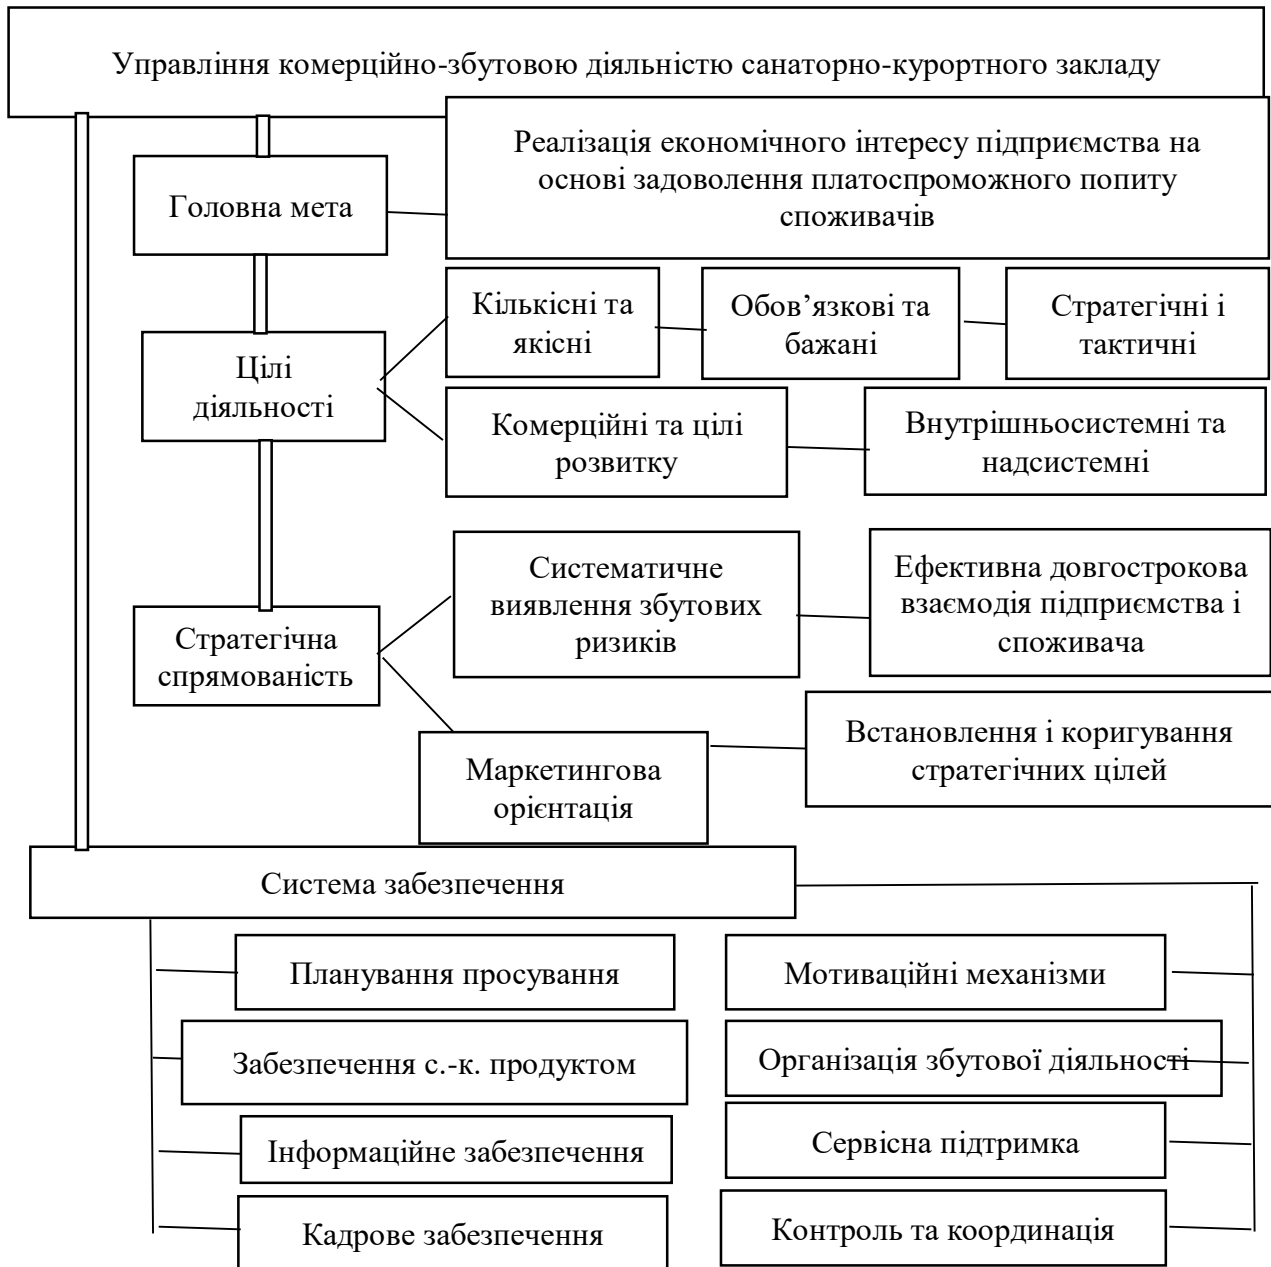 Управління комерційно-збутовою діяльністю санаторно-курортного закладу
Головна мета
Реалізація економічного інтересу підприємства на
основі задоволення платоспроможного попиту
споживачів
Цілі
діяльності
Кількісні та
якісні
Обов’язкові та
бажані
Стратегічні і
тактичні
Комерційні та цілі
розвитку
Внутрішньосистемні та
надсистемні
Стратегічна
спрямованість
Систематичне
виявлення збутових
ризиків
Ефективна довгострокова
взаємодія підприємства і
споживача
Маркетингова
орієнтація
Встановлення і коригування
стратегічних цілей
Система забезпечення
Планування просування
Мотиваційні механізми
Забезпечення с.-к. продуктом
Організація збутової діяльності
Інформаційне забезпечення
Сервісна підтримка
Кадрове забезпечення
Контроль та координація